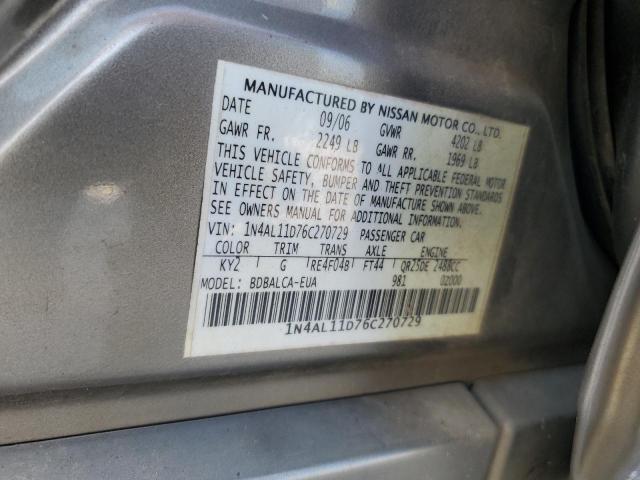 MANUFACTURED BY NISSAN MOTOR CO., LTD.
DATE 09/06 GVWR 4202 LB
GAWR FR. 2249 LB GAWR RR. 1969 LB
THIS VEHICLE CONFORMS TO ALL APPLICABLE FEDERAL MOTOR
VEHICLE SAFETY, BUMPER AND THEFT PREVENTION STANDARDS
IN EFFECT ON THE DATE OF MANUFACTURE SHOWN ABOVE.
SEE OWNERS MANUAL FOR ADDITIONAL INFORMATION.
VIN: 1N4AL11D76C270729 PASSENGER CAR
COLOR TRIM TRANS AXLE ENGINE
KY2 G RE4F04B FT44 QR25DE 2488CC
MODEL: BDBALCA-EUA 981 02000
1N4AL11D76C270729